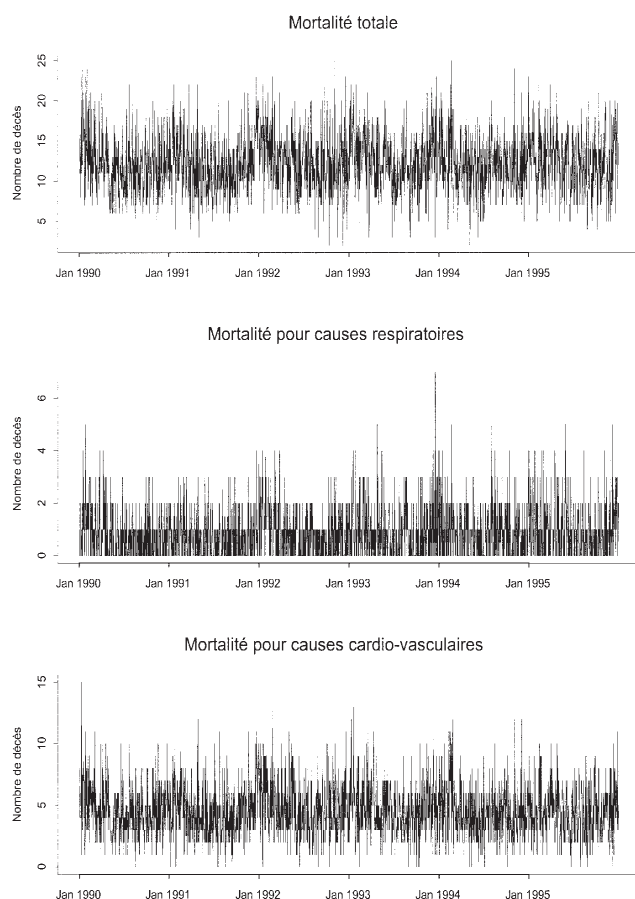 Mortalité totale
Nombre de décès
25
20
15
10
5
Jan 1990 Jan 1991 Jan 1992 Jan 1993 Jan 1994 Jan 1995
Mortalité pour causes respiratoires
Nombre de décès
6
4
2
0
Jan 1990 Jan 1991 Jan 1992 Jan 1993 Jan 1994 Jan 1995
Mortalité pour causes cardio-vasculaires
Nombre de décès
15
10
5
0
Jan 1990 Jan 1991 Jan 1992 Jan 1993 Jan 1994 Jan 1995